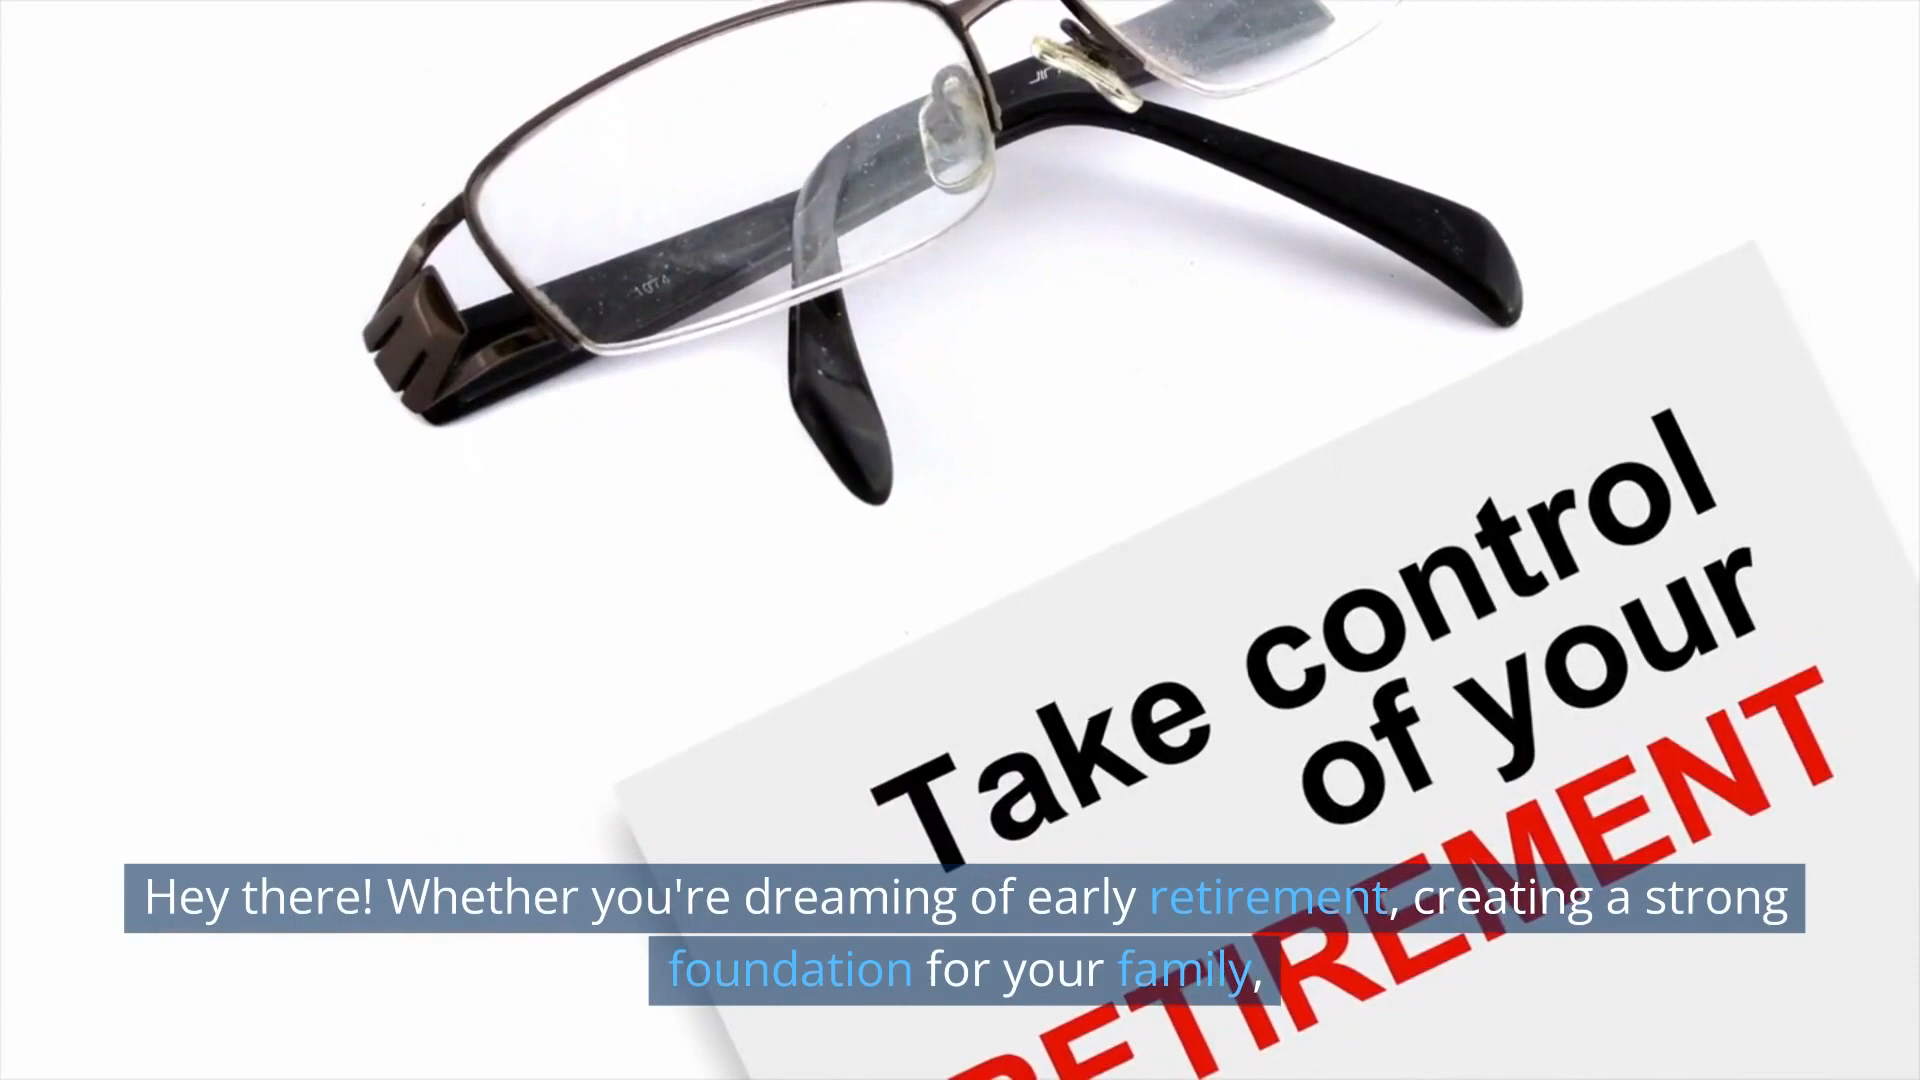 1074
Take control
of your
RETIREMENT
Hey there! Whether you're dreaming of early retirement, creating a strong
foundation for your family,